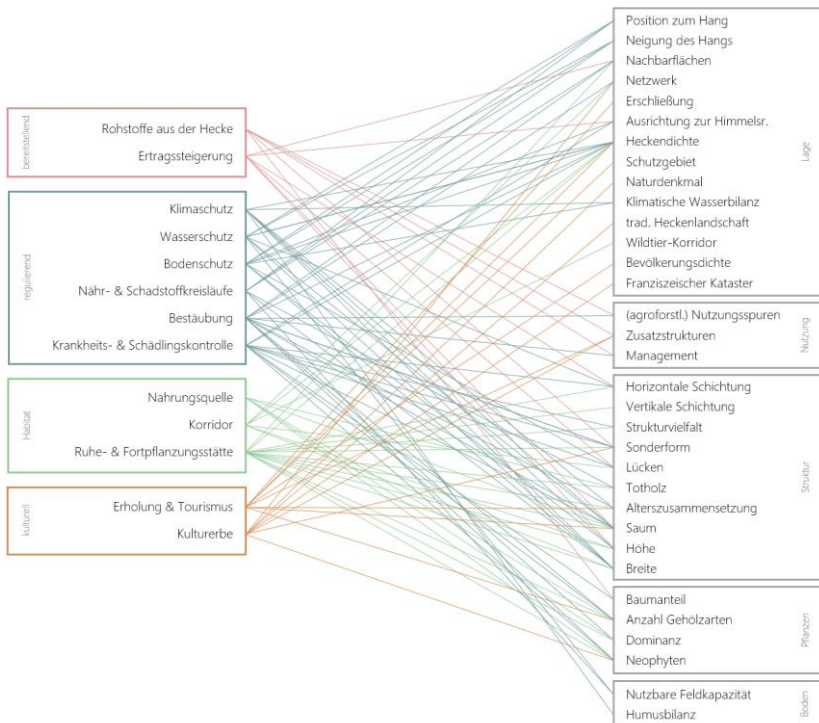 bereitstellend
Rohstoffe aus der Hecke
Ertragssteigerung
regulierend
Klimaschutz
Wasserschutz
Bodenschutz
Nähr- & Schadstoffkreisläufe
Bestäubung
Krankheits- & Schädlingskontrolle
Habitat
Nahrungsquelle
Korridor
Ruhe- & Fortpflanzungsstätte
kulturell
Erholung & Tourismus
Kulturerbe
Position zum Hang
Neigung des Hangs
Nachbarflächen
Netzwerk
Erschließung
Ausrichtung zur Himmelsr.
Heckendichte
Schutzgebiet
Naturdenkmal
Klimatische Wasserbilanz
trad. Heckenlandschaft
Wildtier-Korridor
Bevölkerungsdichte
Franziszeischer Kataster
Lage
(agroforstl.) Nutzungsspuren
Zusatzstrukturen
Management
Nutzung
Horizontale Schichtung
Vertikale Schichtung
Strukturvielfalt
Sonderform
Lücken
Totholz
Alterszusammensetzung
Saum
Höhe
Breite
Struktur
Baumanteil
Anzahl Gehölzarten
Dominanz
Neophyten
Pflanzen
Nutzbare Feldkapazität
Humusbilanz
Boden